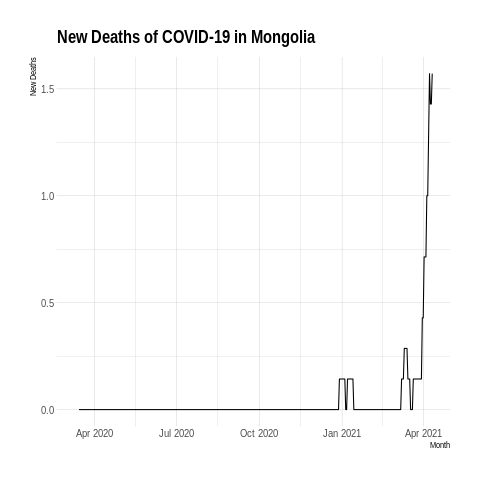 New Deaths of COVID-19 in Mongolia
New Deaths
1.5
1.0
0.5
0.0
Apr 2020 Jul 2020 Oct 2020 Jan 2021 Apr 2021
Month